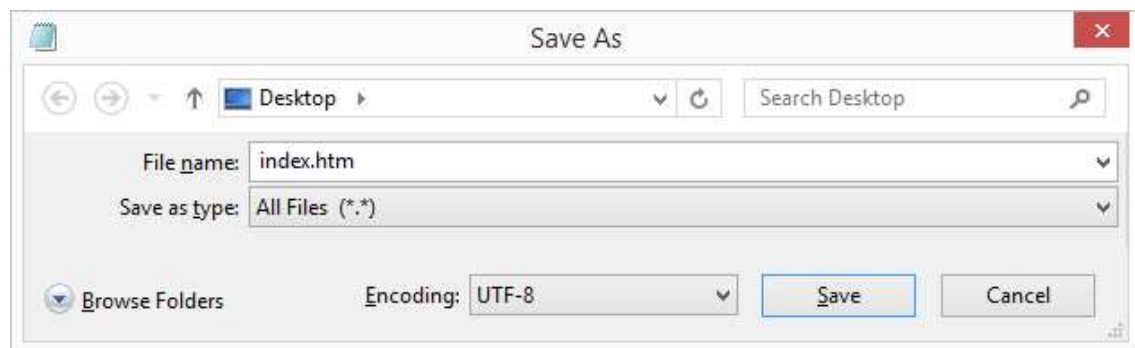 Save As
Desktop
Search Desktop
File name: index.htm
Save as type: All Files (*.*)
Browse Folders Encoding: UTF-8 Save Cancel